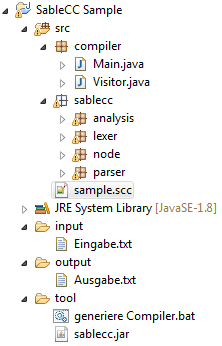 SableCC Sample
src
compiler
Main.java
Visitor.java
sablecc
analysis
lexer
node
parser
sample.scc
JRE System Library [JavaSE-1.8]
input
Eingabe.txt
output
Ausgabe.txt
tool
generiere Compiler.bat
sablecc.jar